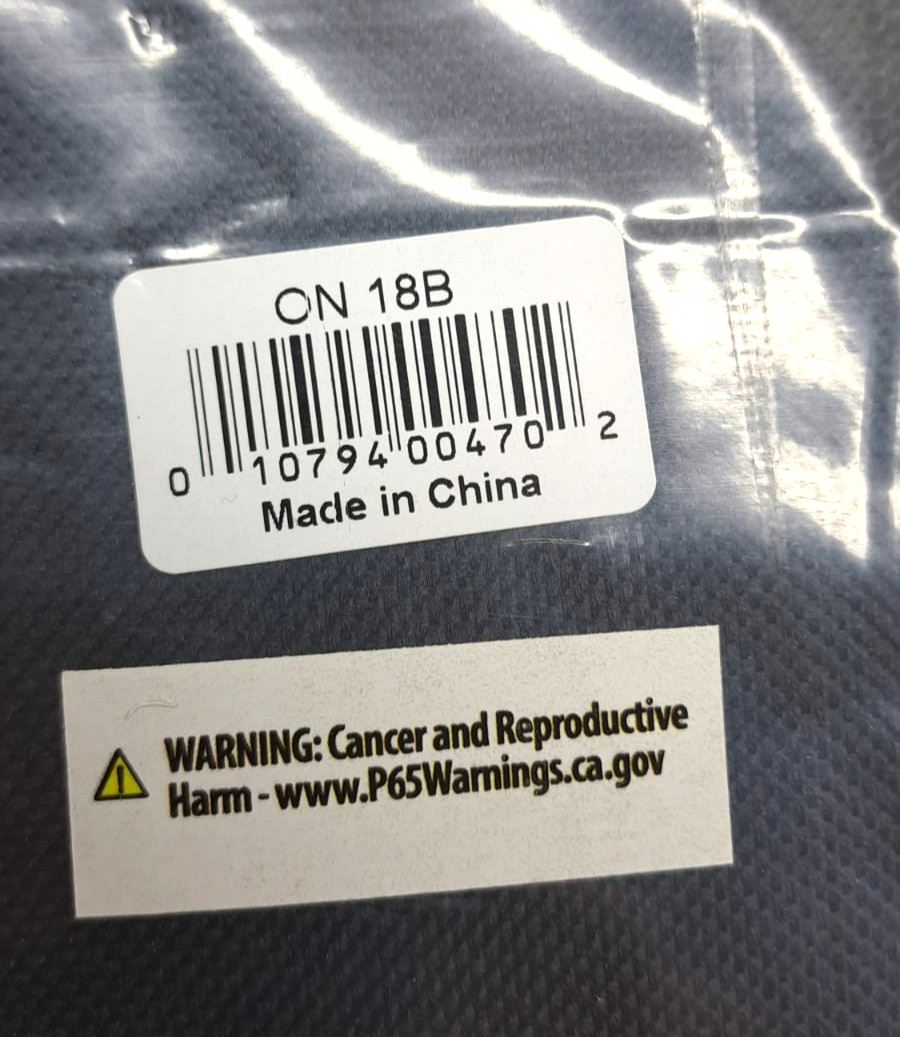 ON 18B
0 10794 00470 2
Made in China
WARNING: Cancer and Reproductive
Harm - www.P65Warnings.ca.gov